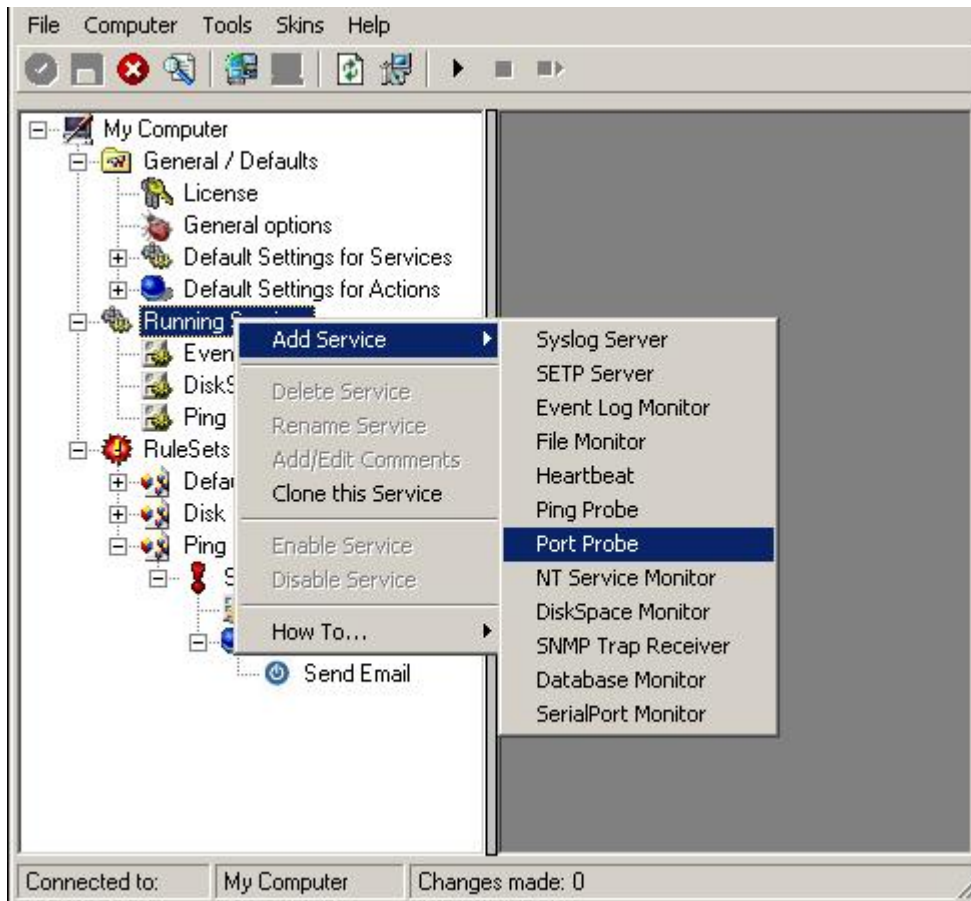 File Computer Tools Skins Help
My Computer
General / Defaults
License
General options
Default Settings for Services
Default Settings for Actions
Running
Add Service
Delete Service
Rename Service
Add/Edit Comments
Clone this Service
Enable Service
Disable Service
How To...
Syslog Server
SETP Server
Event Log Monitor
File Monitor
Heartbeat
Ping Probe
Port Probe
NT Service Monitor
DiskSpace Monitor
SNMP Trap Receiver
Database Monitor
SerialPort Monitor
Ping
RuleSets
Disk
Ping
Send Email
Connected to: My Computer Changes made: 0